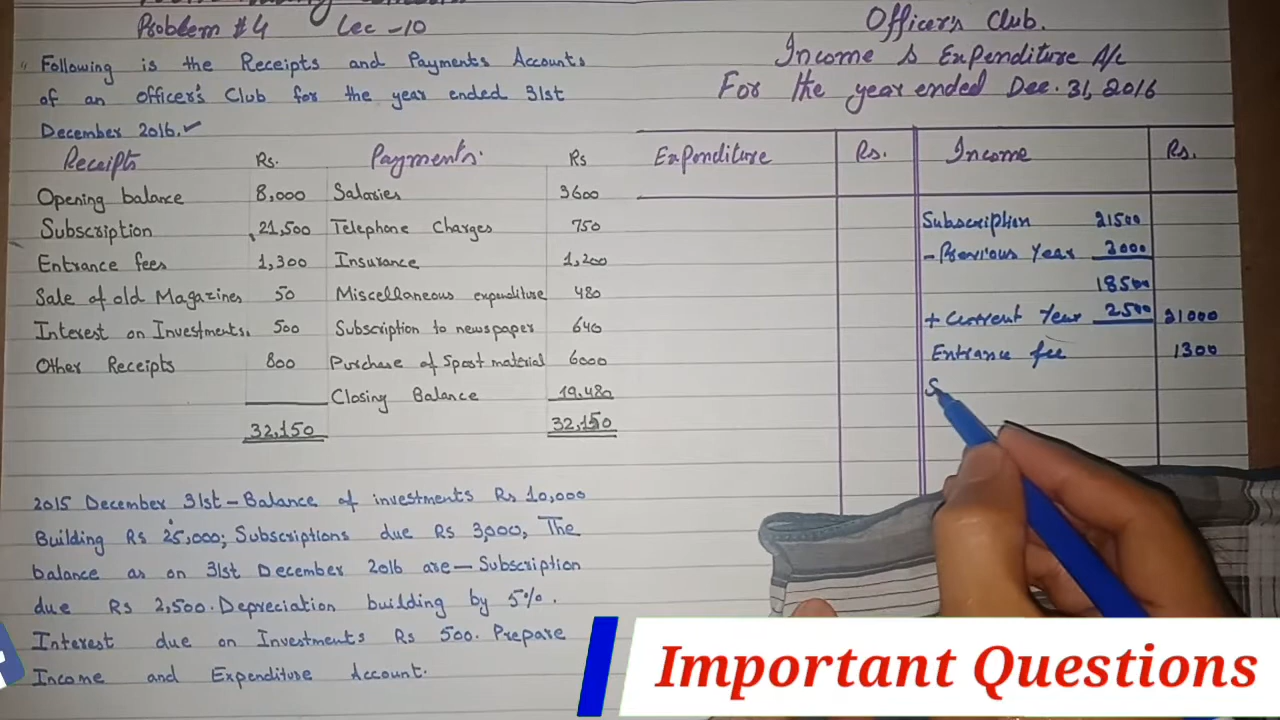 Problem #4 Lec -10
" Following is the Receipts and Payments Accounts
of an officer's Club for the year ended 31st
December 2016.
Receipts Rs. Payments. Rs
Opening balance 8,000 Salaries 3600
Subscription 21,500 Telephone Charges 750
Entrance fees 1,300 Insurance 1,200
Sale of old Magazines 50 Miscellaneous expenditure 480
Interest on Investments. 500 Subscription to newspaper 640
Other Receipts 800 Purchase of Spost material 6000
Closing Balance 19,480
32,150 32,150
2015 December 31st – Balance of investments Rs 10,000
Building Rs 25,000; Subscriptions due Rs 3,000, The
balance as on 31st December 2016 are – Subscription
due Rs 2,500. Depreciation building by 5%.
Interest due on Investments Rs 500. Prepare
Income and Expenditure Account.
Officers Club.
Income & Expenditure A/c
For the year ended Dec. 31, 2016
Expenditure Rs. Income Rs.
Subscription 21500
- Previous Year 3000
18500
+ Current Year 2500 21000
Entrance fee 1300
S
Important Questions